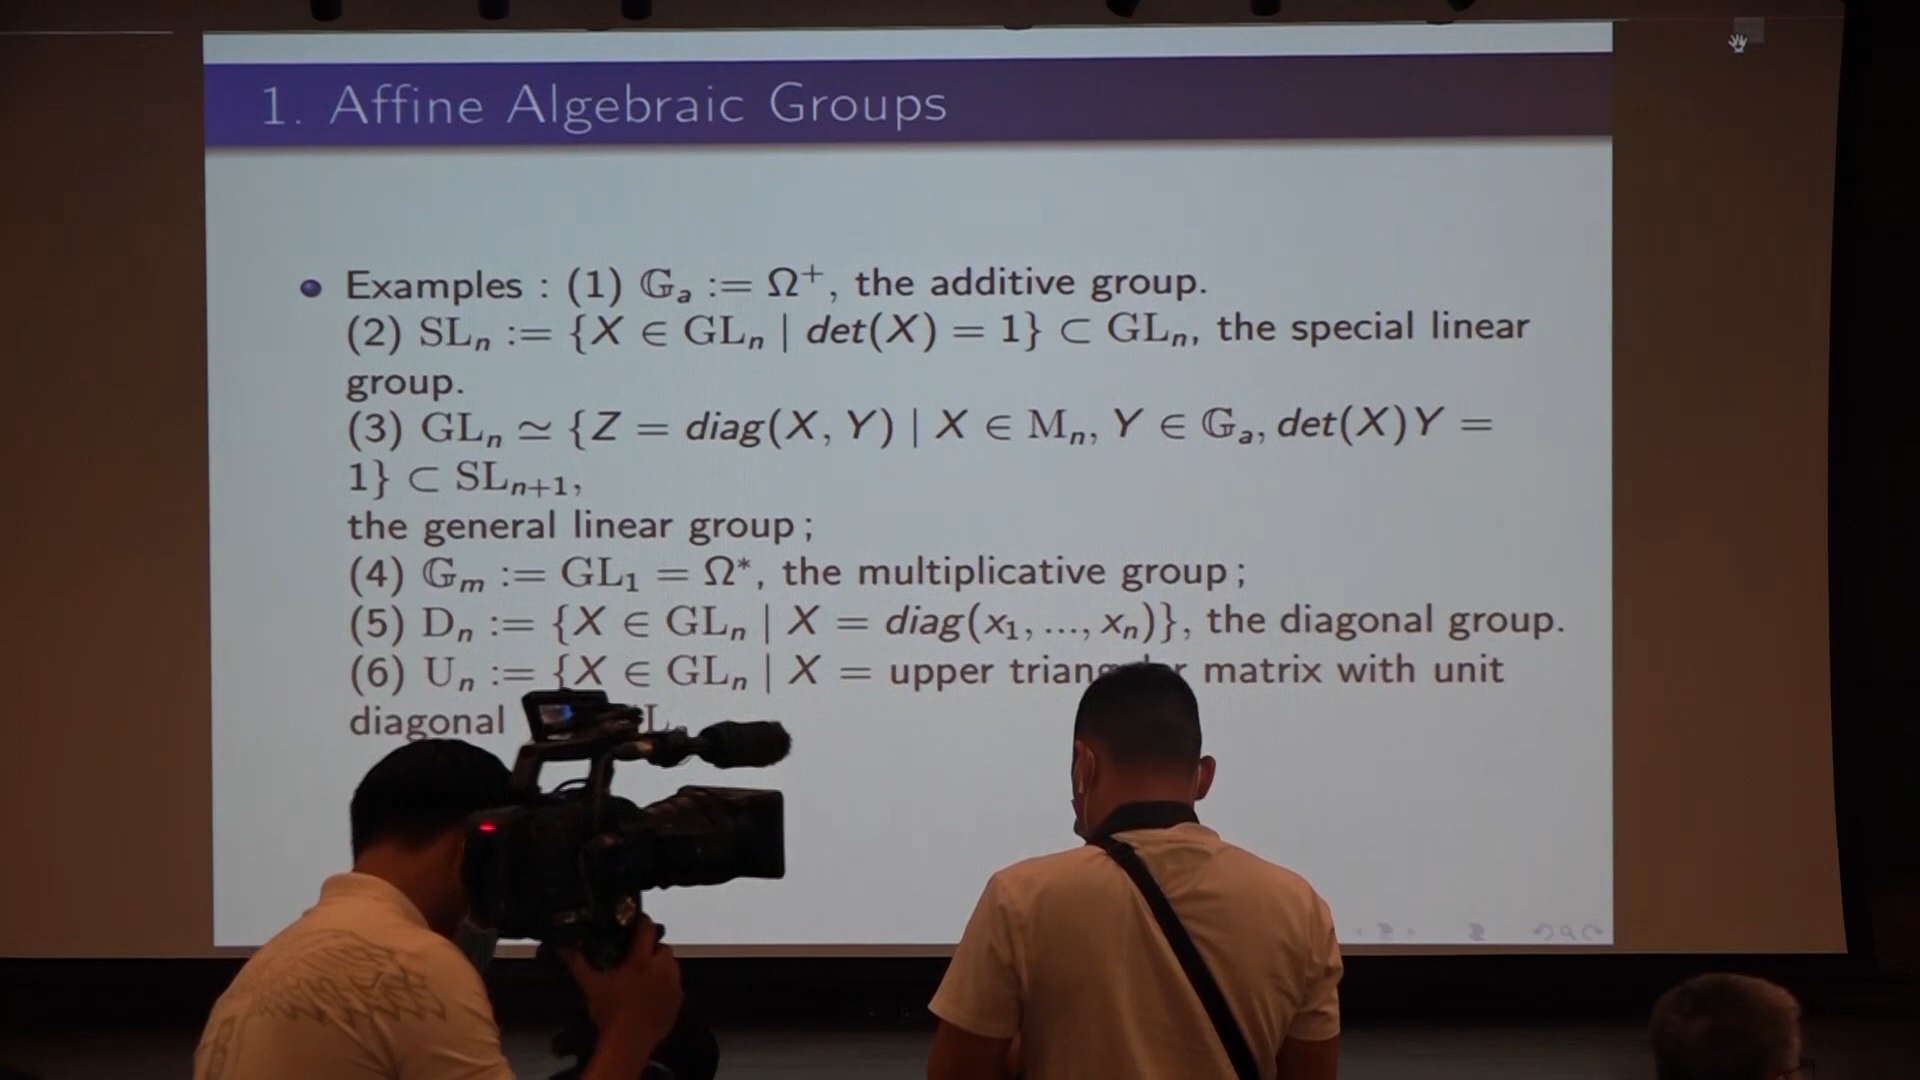 1. Affine Algebraic Groups
Examples : (1) 𝔾ₐ := Ω⁺, the additive group.
(2) SLₙ := {X ∈ GLₙ | det(X) = 1} ⊂ GLₙ, the special linear
group.
(3) GLₙ ≃ {Z = diag(X, Y) | X ∈ Mₙ, Y ∈ 𝔾ₐ, det(X)Y =
1} ⊂ SLₙ₊₁,
the general linear group ;
(4) 𝔾ₘ := GL₁ = Ω*, the multiplicative group ;
(5) Dₙ := {X ∈ GLₙ | X = diag(x₁, ..., xₙ)}, the diagonal group.
(6) Uₙ := {X ∈ GLₙ | X = upper matrix with unit
diagonal